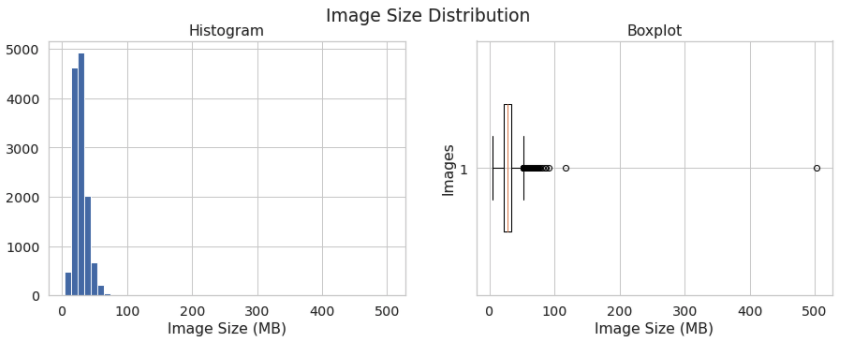 Image Size Distribution
Histogram
5000
4000
3000
2000
1000
0
0 100 200 300 400 500
Image Size (MB)
Boxplot
Images
1
0 100 200 300 400 500
Image Size (MB)